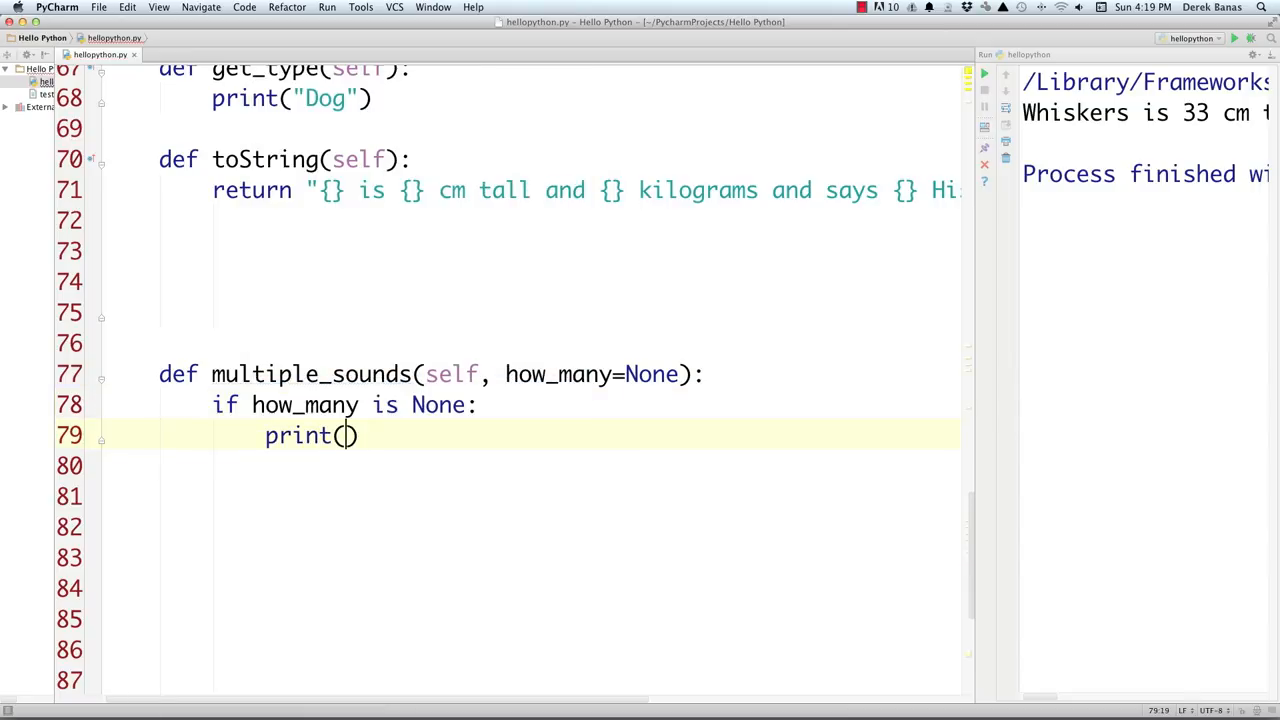 PyCharm File Edit View Navigate Code Refactor Run Tools VCS Window Help 10 Sun 4:19 PM Derek Banas
hellopython.py - Hello Python - [~/PycharmProjects/Hello Python]
Hello Python hellopython.py hellopython
hellopython.py × Run hellopython
Hello P
hell
test
Externa
67 def get_type(self):
68 print("Dog")
69
70 def toString(self):
71 return "{} is {} cm tall and {} kilograms and says {} Hi
72
73
74
75
76
77 def multiple_sounds(self, how_many=None):
78 if how_many is None:
79 print()
80
81
82
83
84
85
86
87
/Library/Frameworks
Whiskers is 33 cm t
Process finished wi
79:19 LF UTF-8